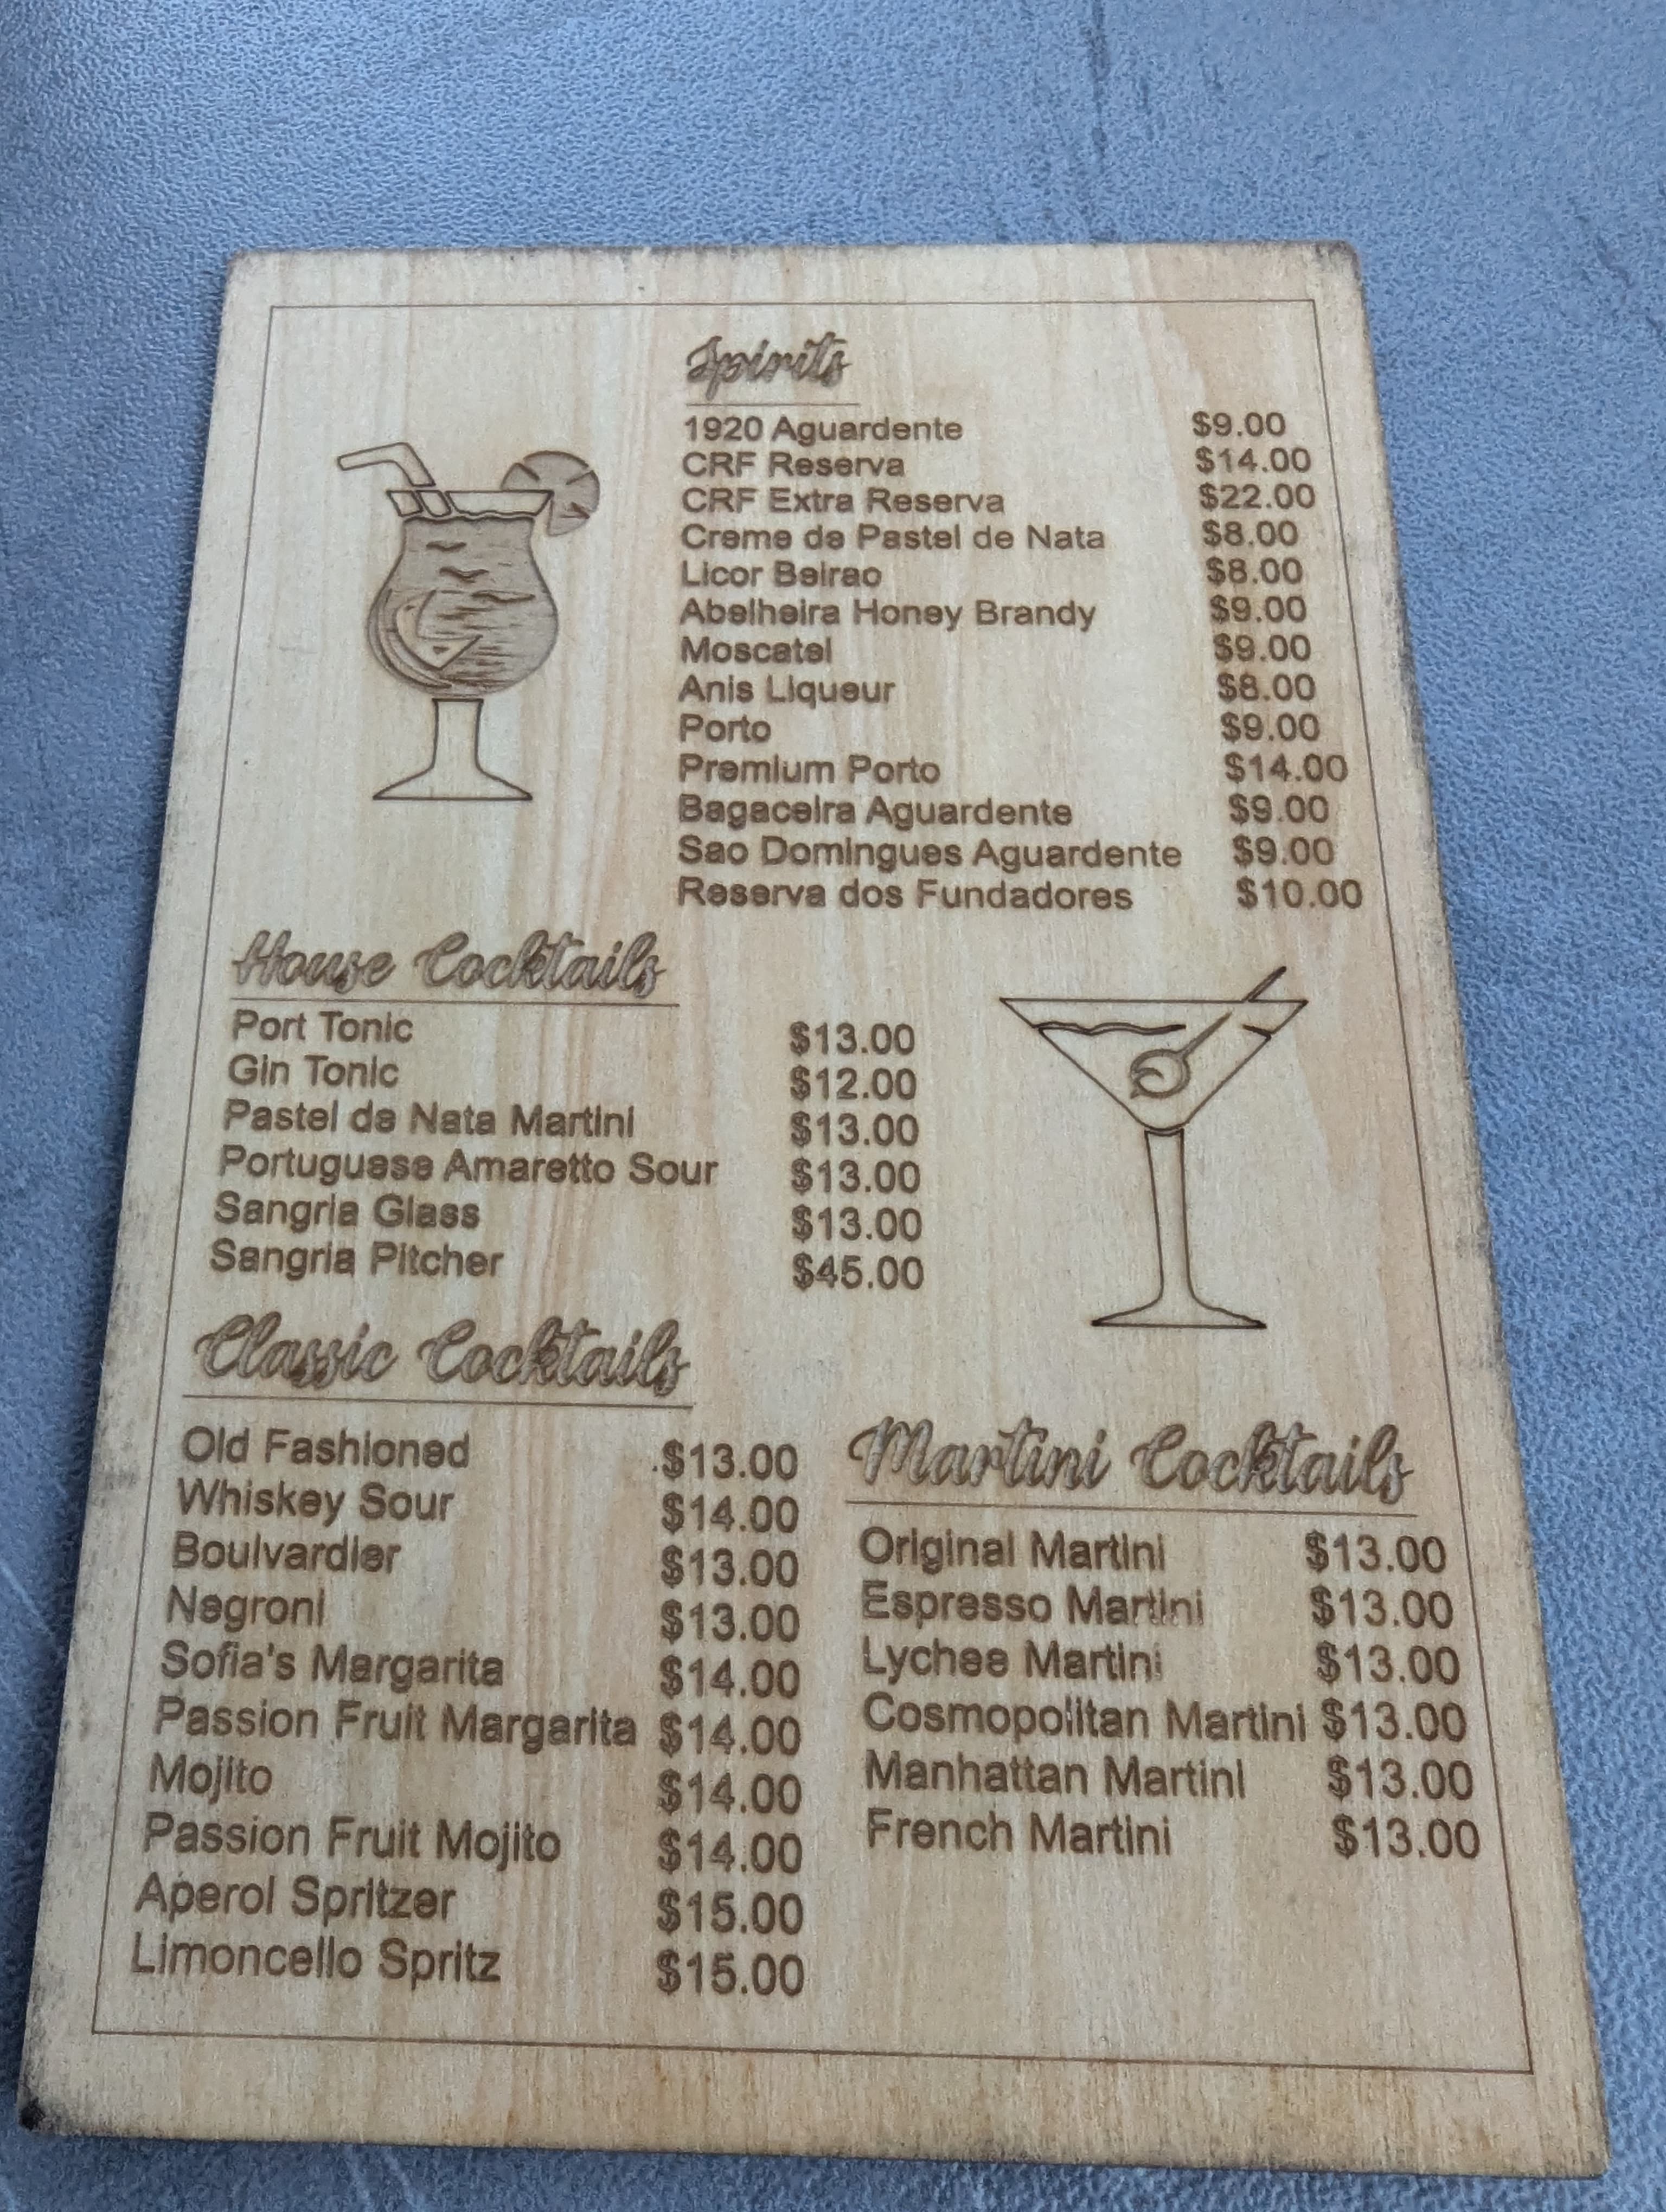 Spirits
1920 Aguardente $9.00
CRF Reserva $14.00
CRF Extra Reserva $22.00
Creme de Pastel de Nata $8.00
Licor Beirao $8.00
Abelheira Honey Brandy $9.00
Moscatel $9.00
Anis Liqueur $8.00
Porto $9.00
Premium Porto $14.00
Bagaceira Aguardente $9.00
Sao Domingues Aguardente $9.00
Reserva dos Fundadores $10.00
House Cocktails
Port Tonic $13.00
Gin Tonic $12.00
Pastel de Nata Martini $13.00
Portuguese Amaretto Sour $13.00
Sangria Glass $13.00
Sangria Pitcher $45.00
Classic Cocktails
Old Fashioned $13.00
Whiskey Sour $14.00
Boulvardier $13.00
Negroni $13.00
Sofia's Margarita $14.00
Passion Fruit Margarita $14.00
Mojito $14.00
Passion Fruit Mojito $14.00
Aperol Spritzer $15.00
Limoncello Spritz $15.00
Martini Cocktails
Original Martini $13.00
Espresso Martini $13.00
Lychee Martini $13.00
Cosmopolitan Martini $13.00
Manhattan Martini $13.00
French Martini $13.00